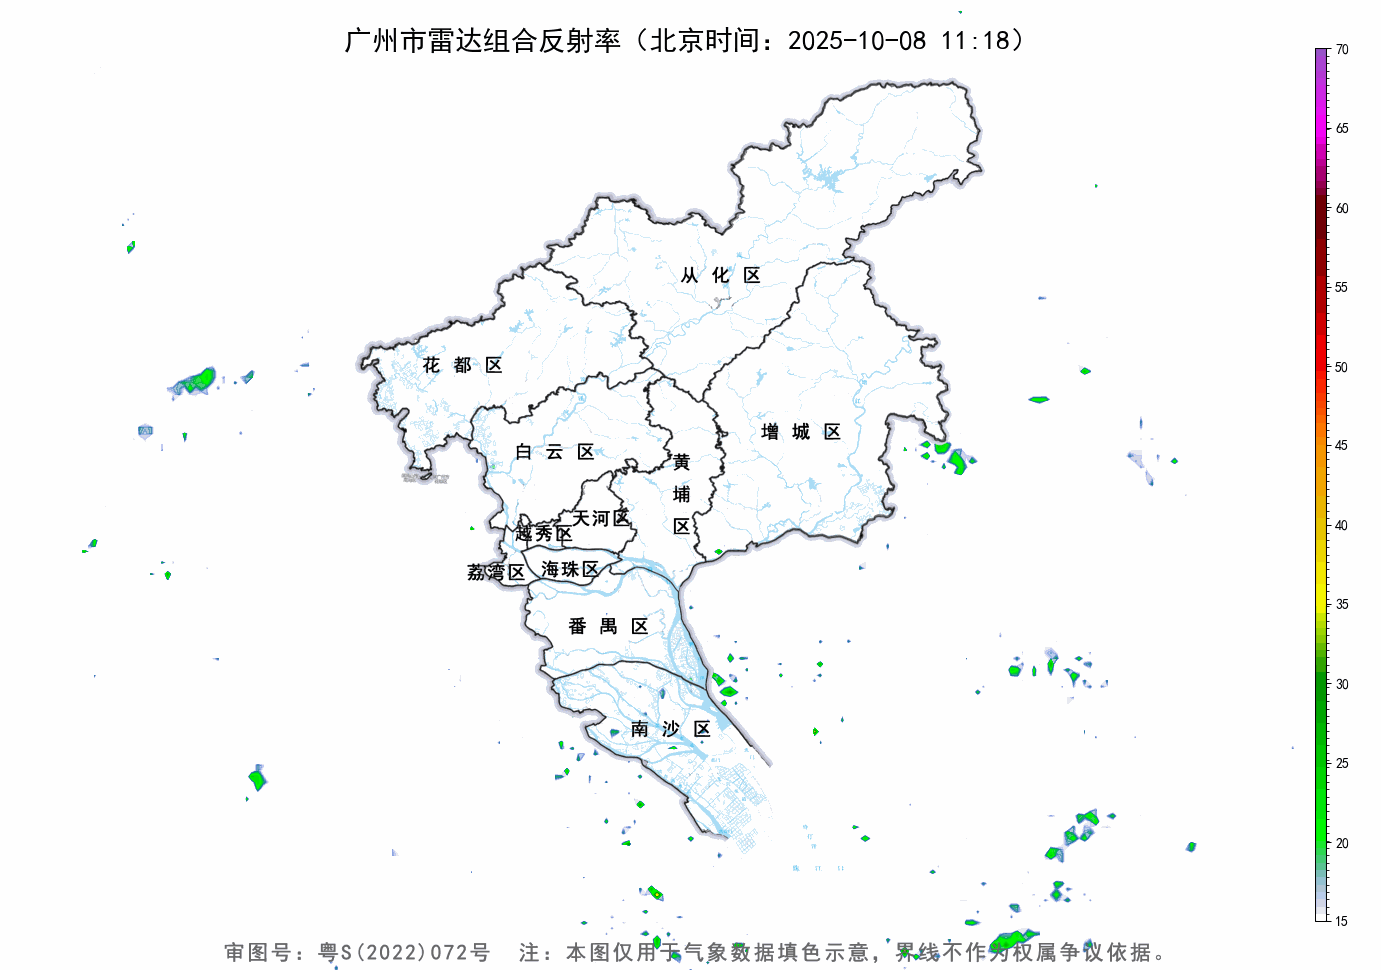 广州市雷达组合反射率（北京时间：2025-10-08 11:18）
70
65
60
55
50
45
40
35
30
25
20
15
从化区
花都区
增城区
白云区
黄埔区
天河区
越秀区
荔湾区
海珠区
番禺区
南沙区
审图号：粤S(2022)072号 注：本图仅用于气象数据填色示意，界线不作为权属争议依据。